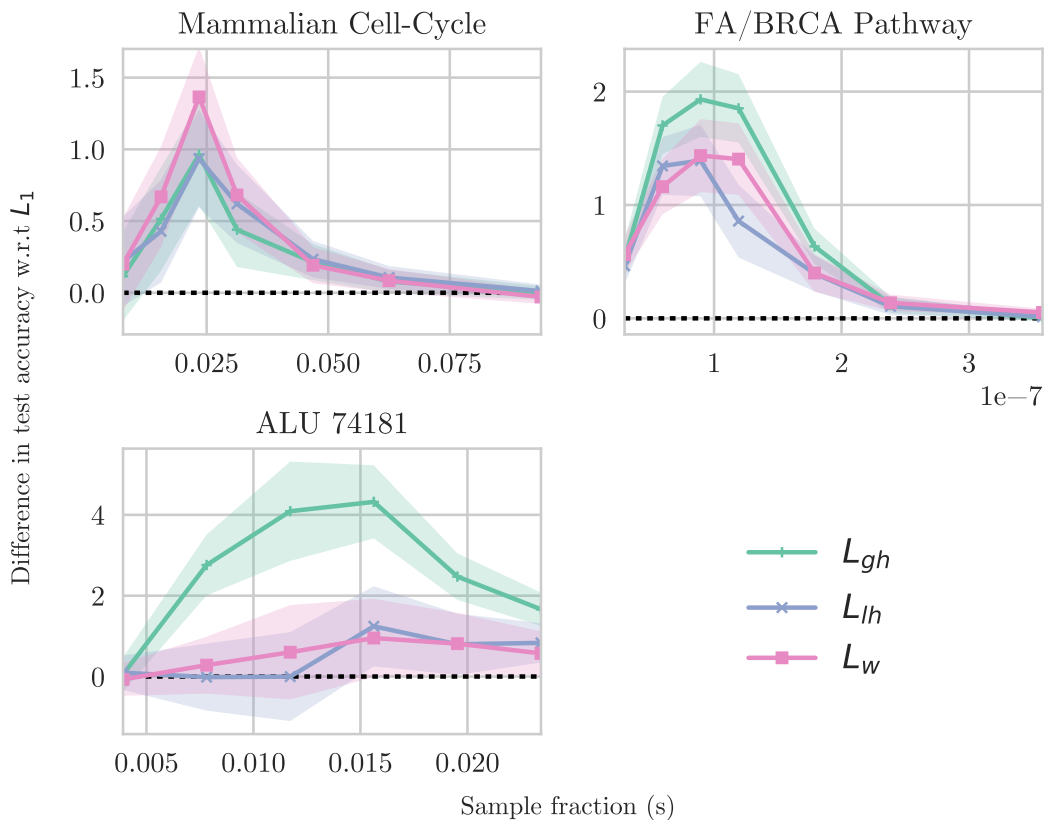 Mammalian Cell-Cycle
FA/BRCA Pathway
1.5
1.0
0.5
0.0
0.025 0.050 0.075
2
1
0
1 2 3
1e−7
Difference in test accuracy w.r.t L1
ALU 74181
4
2
0
0.005 0.010 0.015 0.020
Lgh
Llh
Lw
Sample fraction (s)